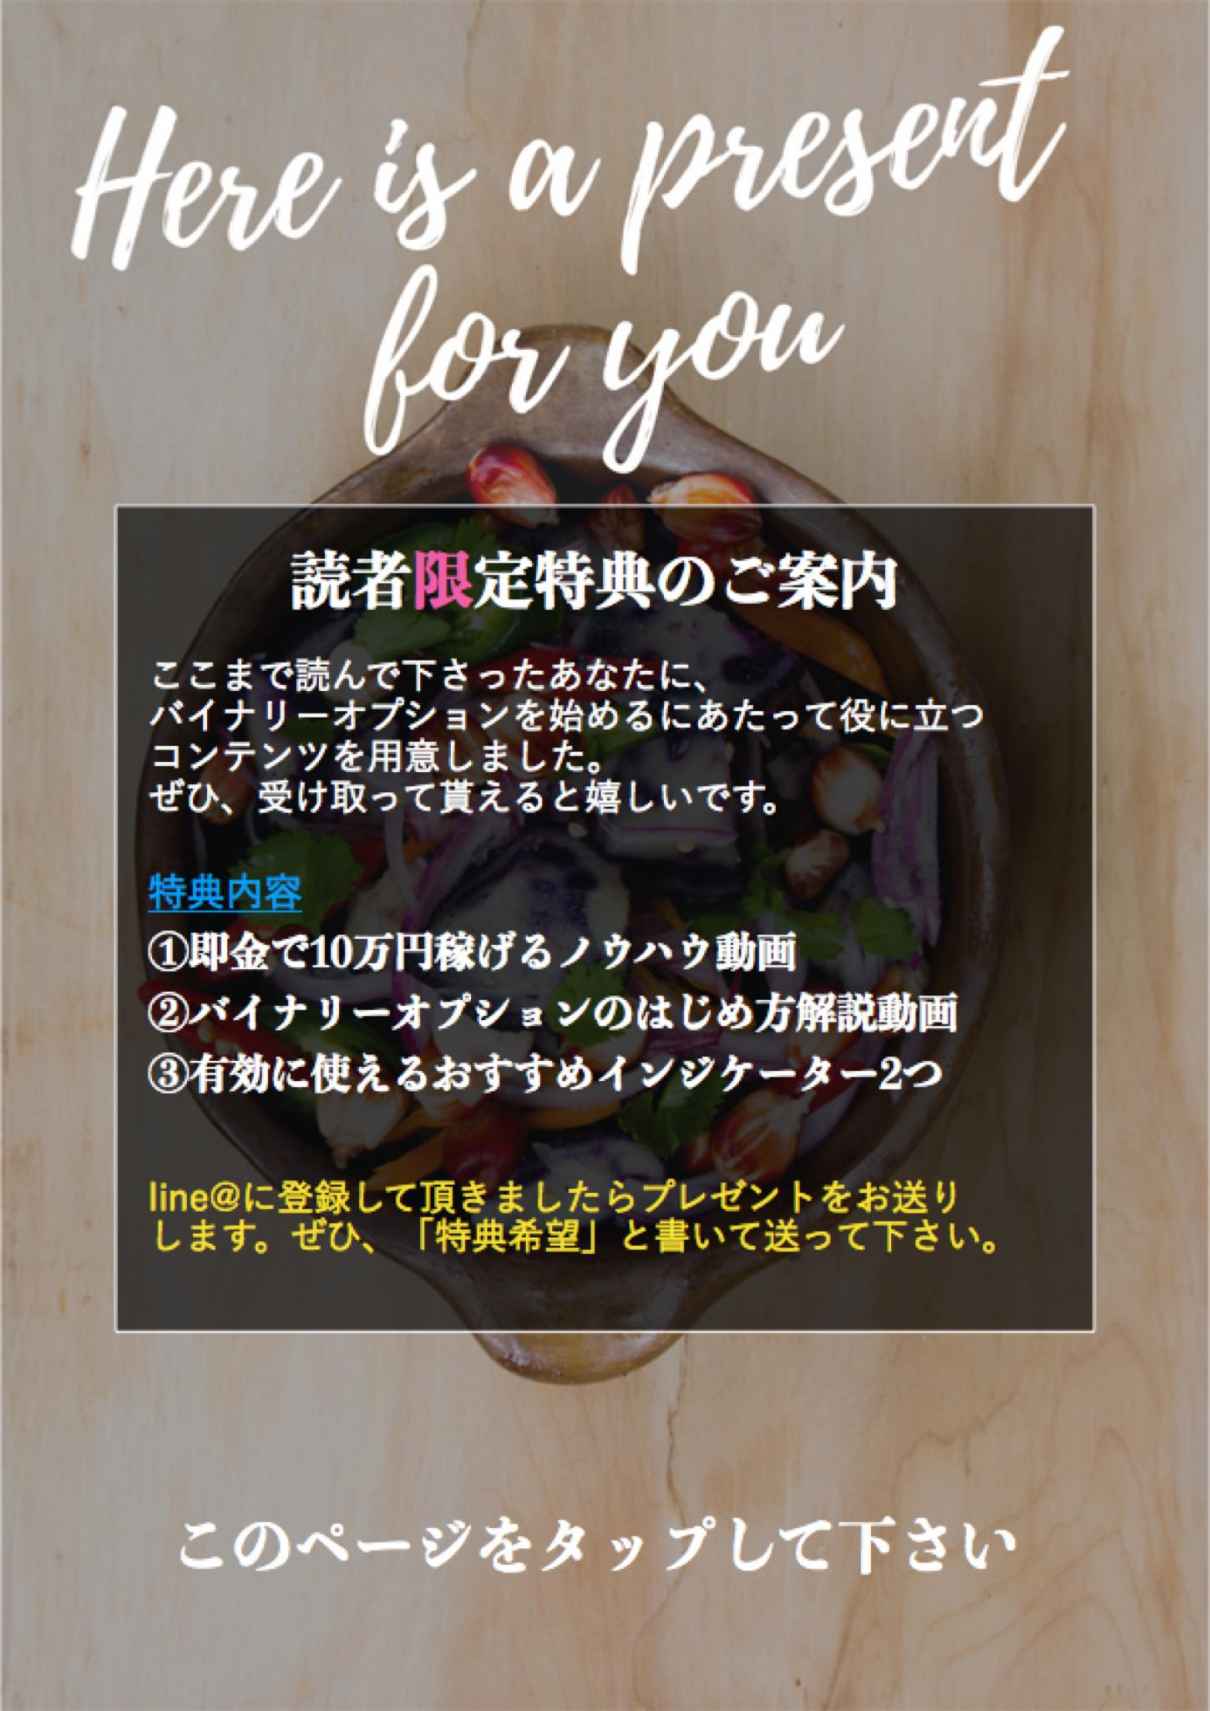 Here is a present
for you
読者限定特典のご案内
ここまで読んで下さったあなたに、
バイナリーオプションを始めるにあたって役に立つ
コンテンツを用意しました。
ぜひ、受け取って貰えると嬉しいです。
特典内容
①即金で10万円稼げるノウハウ動画
②バイナリーオプションのはじめ方解説動画
③有効に使えるおすすめインジケーター2つ
line@に登録して頂きましたらプレゼントをお送り
します。ぜひ、「特典希望」と書いて送って下さい。
このページをタップして下さい